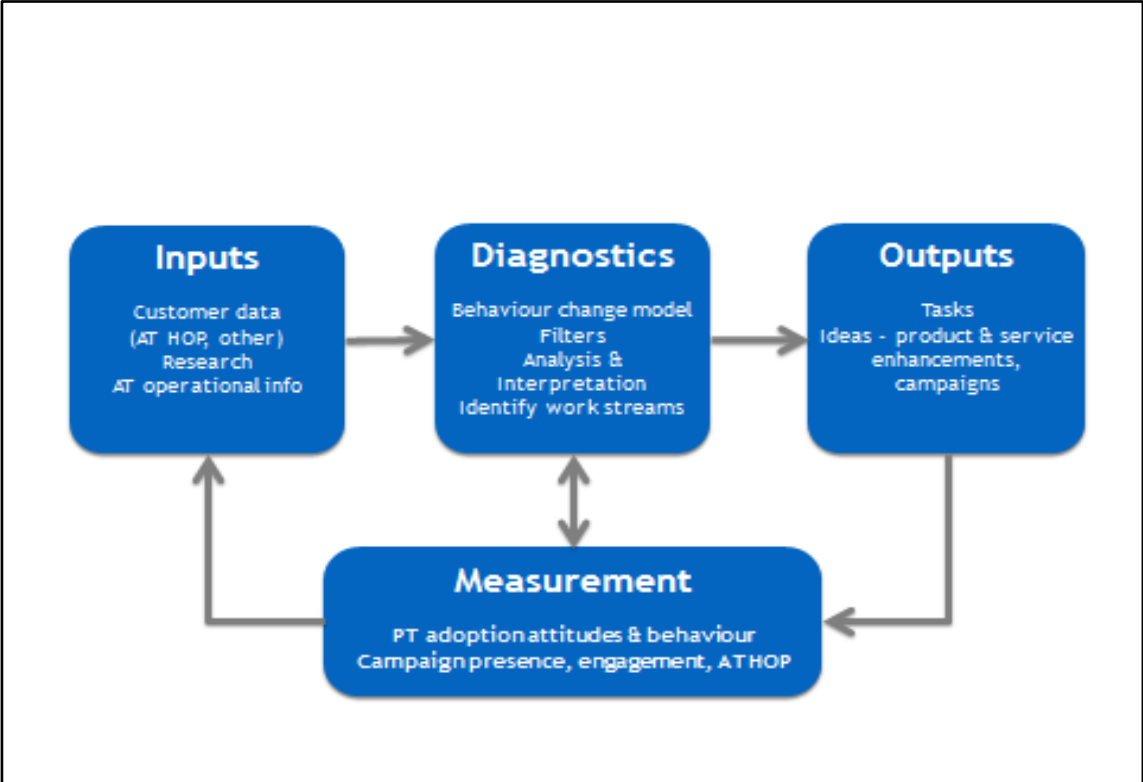 Inputs
Customer data
(AT HOP, other)
Research
AT operational info
Diagnostics
Behaviour change model
Filters
Analysis &
Interpretation
Identify work streams
Outputs
Tasks
Ideas - product & service
enhancements,
campaigns
Measurement
PT adoption attitudes & behaviour
Campaign presence, engagement, AT HOP